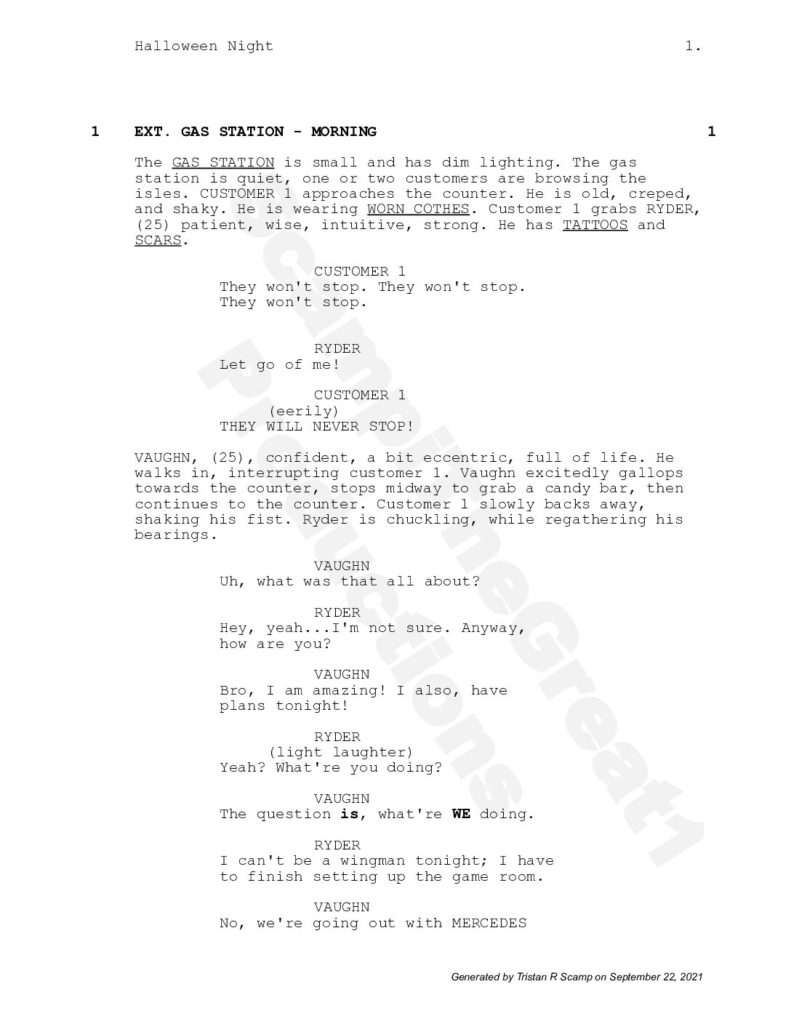 Halloween Night 1.
1 EXT. GAS STATION - MORNING 1
The GAS STATION is small and has dim lighting. The gas
station is quiet, one or two customers are browsing the
isles. CUSTOMER 1 approaches the counter. He is old, creped,
and shaky. He is wearing WORN COTHES. Customer 1 grabs RYDER,
(25) patient, wise, intuitive, strong. He has TATTOOS and
SCARS.
CUSTOMER 1
They won't stop. They won't stop.
They won't stop.
RYDER
Let go of me!
CUSTOMER 1
(eerily)
THEY WILL NEVER STOP!
VAUGHN, (25), confident, a bit eccentric, full of life. He
walks in, interrupting customer 1. Vaughn excitedly gallops
towards the counter, stops midway to grab a candy bar, then
continues to the counter. Customer 1 slowly backs away,
shaking his fist. Ryder is chuckling, while regathering his
bearings.
VAUGHN
Uh, what was that all about?
RYDER
Hey, yeah...I'm not sure. Anyway,
how are you?
VAUGHN
Bro, I am amazing! I also, have
plans tonight!
RYDER
(light laughter)
Yeah? What're you doing?
VAUGHN
The question is, what're WE doing.
RYDER
I can't be a wingman tonight; I have
to finish setting up the game room.
VAUGHN
No, we're going out with MERCEDES
Generated by Tristan R Scamp on September 22, 2021
ScampitmeGreat1
Productions